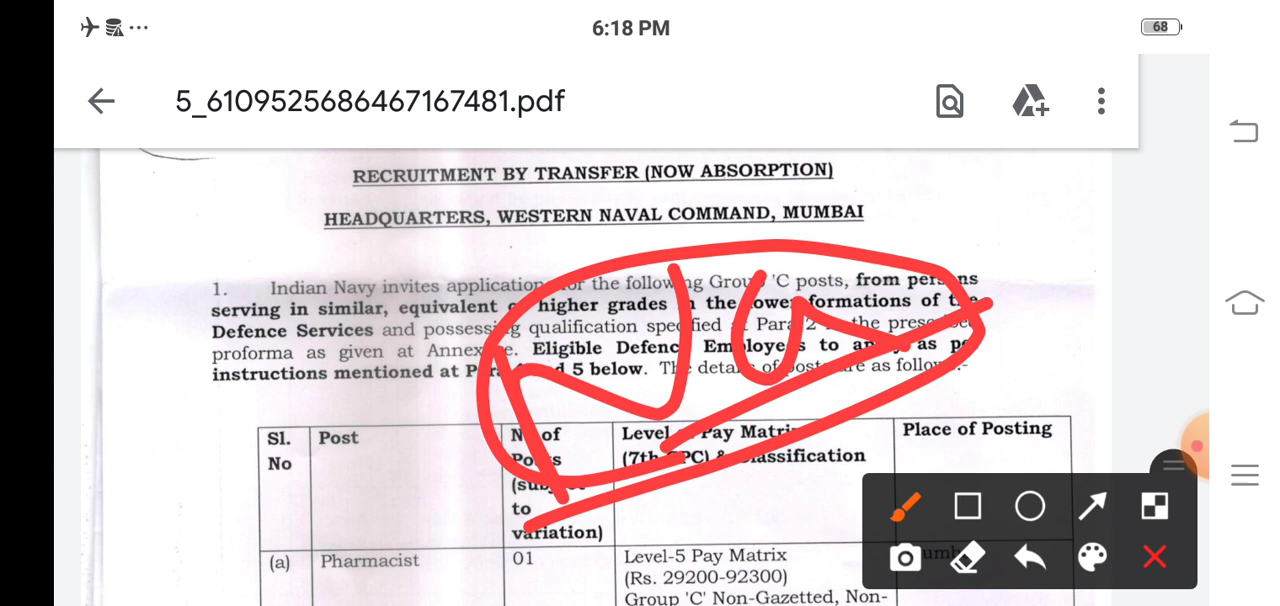 6:18 PM
68
5_6109525686467167481.pdf
RECRUITMENT BY TRANSFER (NOW ABSORPTION)
HEADQUARTERS, WESTERN NAVAL COMMAND, MUMBAI
1. Indian Navy invites application for the following Group 'C posts, from persons
serving in similar, equivalent or higher grades in the lower formations of the
Defence Services and possessing qualification specified at Para 2 in the prescribed
proforma as given at Annexure. Eligible Defence Employees to apply as per
instructions mentioned at Para and 5 below. The details of posts are as follows:-
Sl. No
Post
No of Posts (subject to variation)
Level Pay Matrix (7th CPC) & Classification
Place of Posting
(a) Pharmacist 01 Level-5 Pay Matrix
(Rs. 29200-92300)
Group 'C' Non-Gazetted, Non-